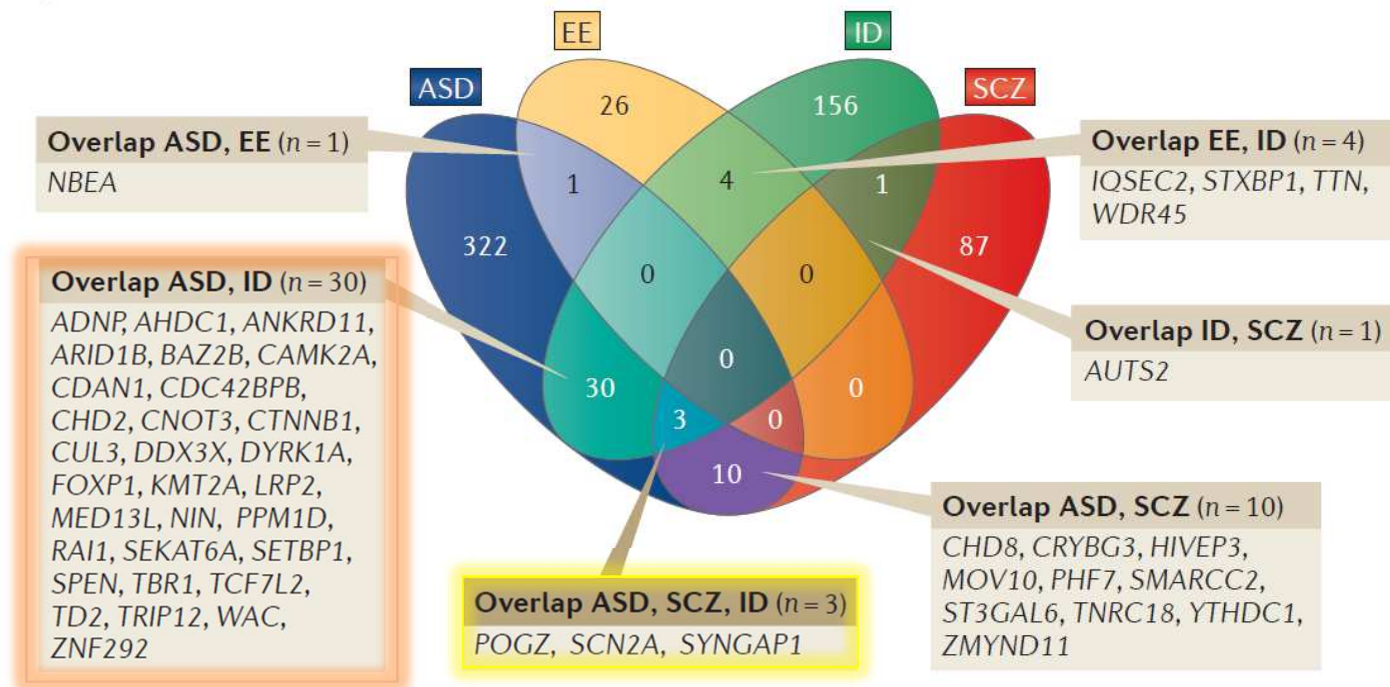 EE
ID
ASD
SCZ
26
156
Overlap ASD, EE (n = 1)
NBEA
Overlap EE, ID (n = 4)
IQSEC2, STXBP1, TTN,
WDR45
1
4
1
322
87
0
0
Overlap ASD, ID (n = 30)
ADNP, AHDC1, ANKRD11,
ARID1B, BAZ2B, CAMK2A,
CDAN1, CDC42BPB,
CHD2, CNOT3, CTNNB1,
CUL3, DDX3X, DYRK1A,
FOXP1, KMT2A, LRP2,
MED13L, NIN, PPM1D,
RAI1, SEKAT6A, SETBP1,
SPEN, TBR1, TCF7L2,
TD2, TRIP12, WAC,
ZNF292
Overlap ID, SCZ (n = 1)
AUTS2
0
30
0
3
0
10
Overlap ASD, SCZ (n = 10)
CHD8, CRYBG3, HIVEP3,
MOV10, PHF7, SMARCC2,
ST3GAL6, TNRC18, YTHDC1,
ZMYND11
Overlap ASD, SCZ, ID (n = 3)
POGZ, SCN2A, SYNGAP1